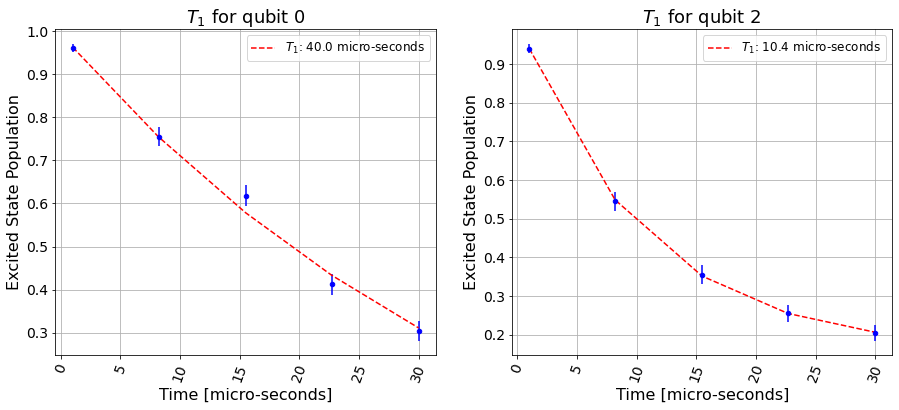 T₁ for qubit 0
Excited State Population
1.0
0.9
0.8
0.7
0.6
0.5
0.4
0.3
T₁: 40.0 micro-seconds
0 5 10 15 20 25 30
Time [micro-seconds]
T₁ for qubit 2
Excited State Population
0.9
0.8
0.7
0.6
0.5
0.4
0.3
0.2
T₁: 10.4 micro-seconds
0 5 10 15 20 25 30
Time [micro-seconds]